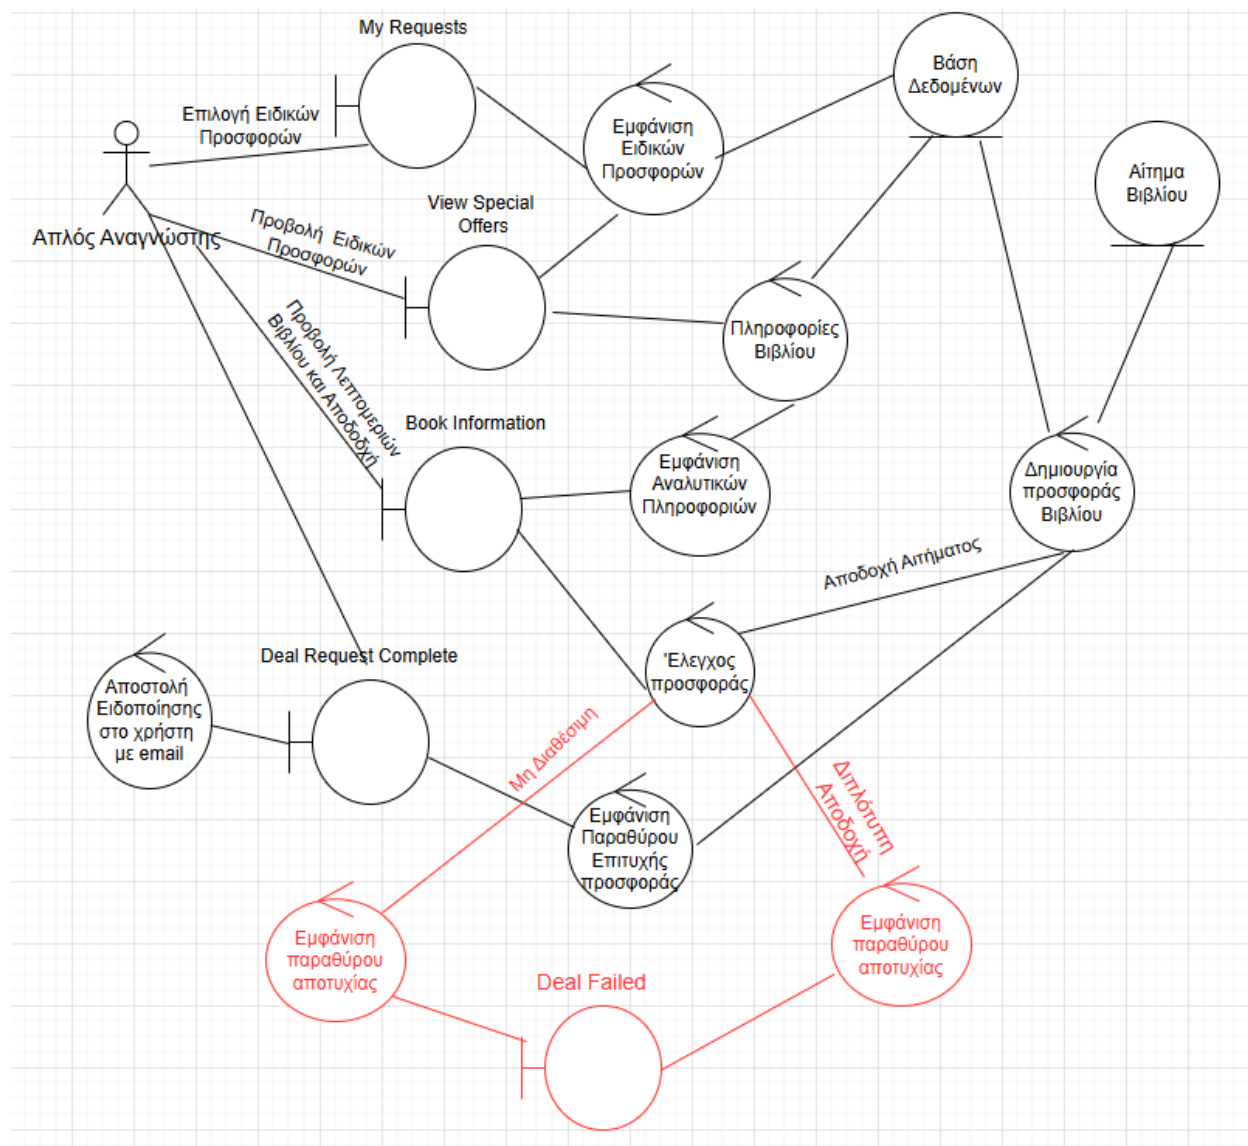 My Requests
Βάση
Δεδομένων
Επιλογή Ειδικών
Προσφορών
Εμφάνιση
Ειδικών
Προσφορών
Αίτημα
Βιβλίου
Απλός Αναγνώστης
View Special
Offers
Προβολή Ειδικών
Προσφορών
Πληροφορίες
Βιβλίου
Προβολή Λεπτομεριών
Βιβλίου και Αποδοδχή
Book Information
Εμφάνιση
Αναλυτικών
Πληροφοριών
Δημιουργία
προσφοράς
Βιβλίου
Αποδοχή Αιτήματος
Έλεγχος
προσφοράς
Deal Request Complete
Αποστολή
Ειδοποίησης
στο χρήστη
με email
Μη Διαθέσιμη
Διπλότυπη
Αποδοχή
Εμφάνιση
Παραθύρου
Επιτυχής
προσφοράς
Εμφάνιση
παραθύρου
αποτυχίας
Εμφάνιση
παραθύρου
αποτυχίας
Deal Failed